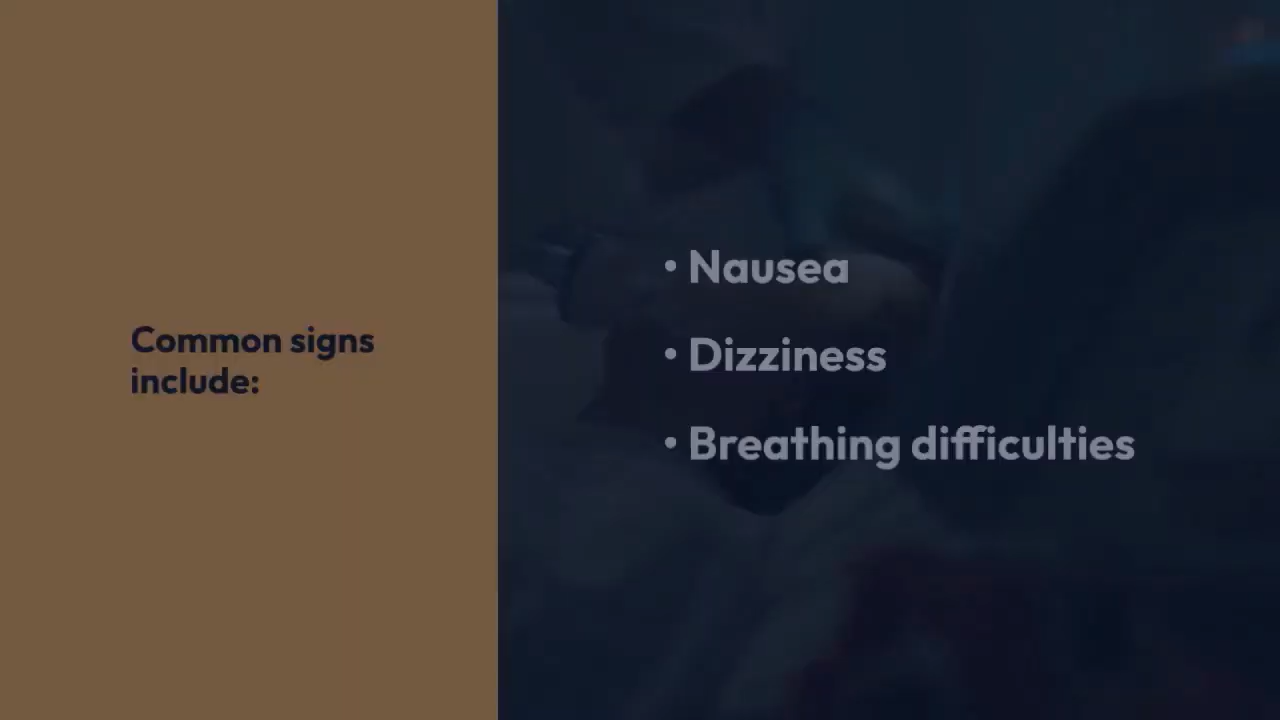 Common signs
include:
• Nausea
• Dizziness
• Breathing difficulties